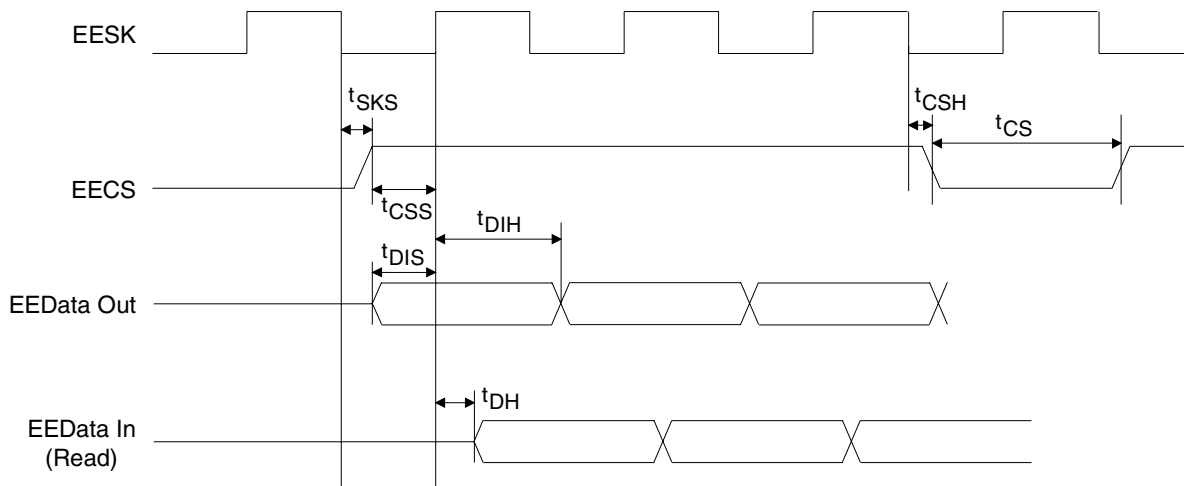 EESK
tSKS
tCSH
tCS
EECS
tCSS
tDIH
tDIS
EEData Out
tDH
EEData In
(Read)